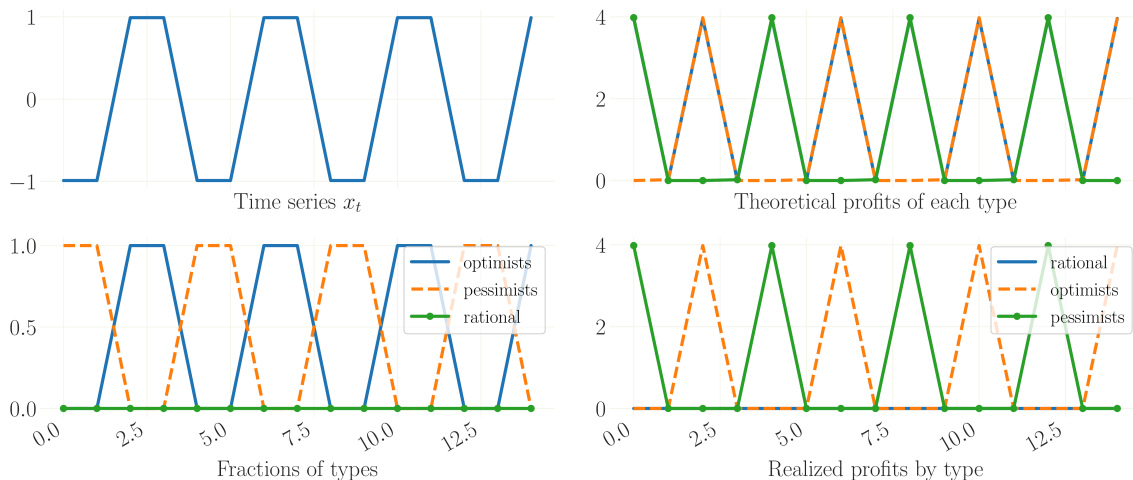 1
0
−1
Time series x_t
4
2
0
Theoretical profits of each type
1.0
0.5
0.0
optimists
pessimists
rational
0.0 2.5 5.0 7.5 10.0 12.5
Fractions of types
4
2
0
rational
optimists
pessimists
0.0 2.5 5.0 7.5 10.0 12.5
Realized profits by type